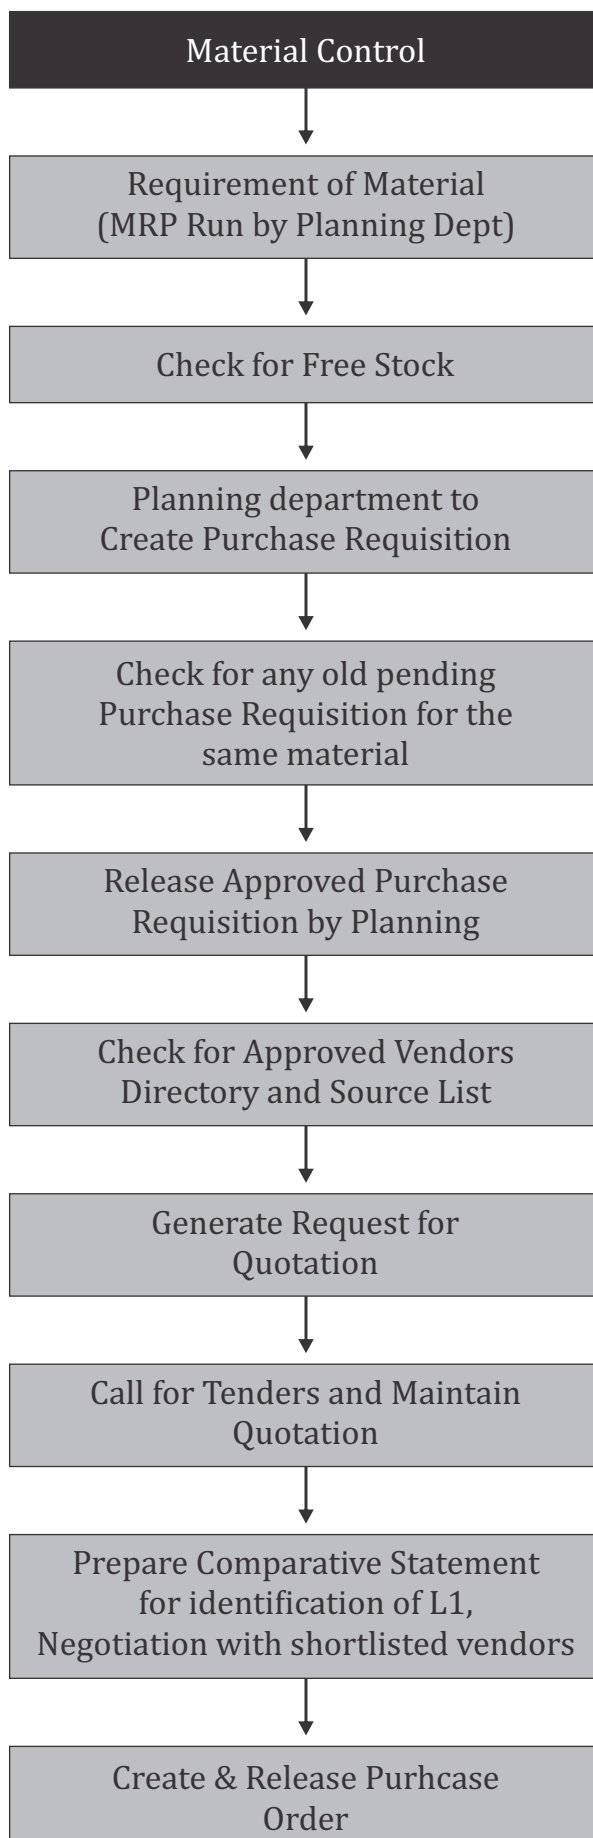 Material Control
Requirement of Material
(MRP Run by Planning Dept)
Check for Free Stock
Planning department to
Create Purchase Requisition
Check for any old pending
Purchase Requisition for the
same material
Release Approved Purchase
Requisition by Planning
Check for Approved Vendors
Directory and Source List
Generate Request for
Quotation
Call for Tenders and Maintain
Quotation
Prepare Comparative Statement
for identification of L1,
Negotiation with shortlisted vendors
Create & Release Purhcase
Order